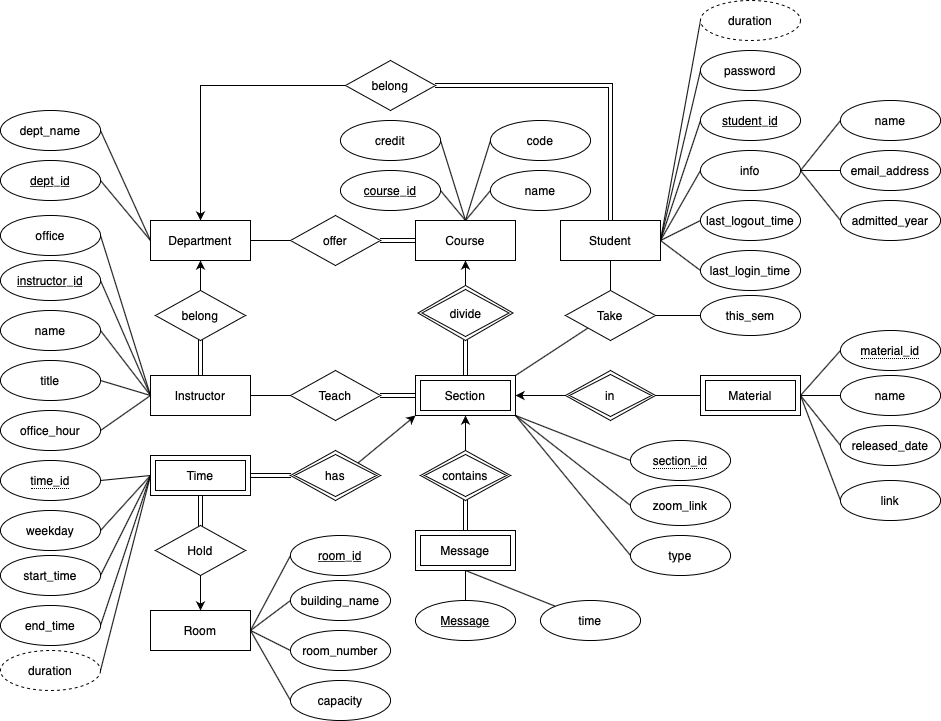 duration
password
belong
student_id
name
dept_name
credit
code
info
email_address
dept_id
course_id
name
last_logout_time
admitted_year
office
Department
offer
Course
Student
last_login_time
instructor_id
belong
divide
Take
this_sem
name
material_id
title
Instructor
Teach
Section
in
Material
name
office_hour
released_date
time_id
Time
has
contains
section_id
link
weekday
zoom_link
Hold
Message
type
start_time
room_id
end_time
building_name
Message
time
Room
room_number
duration
capacity